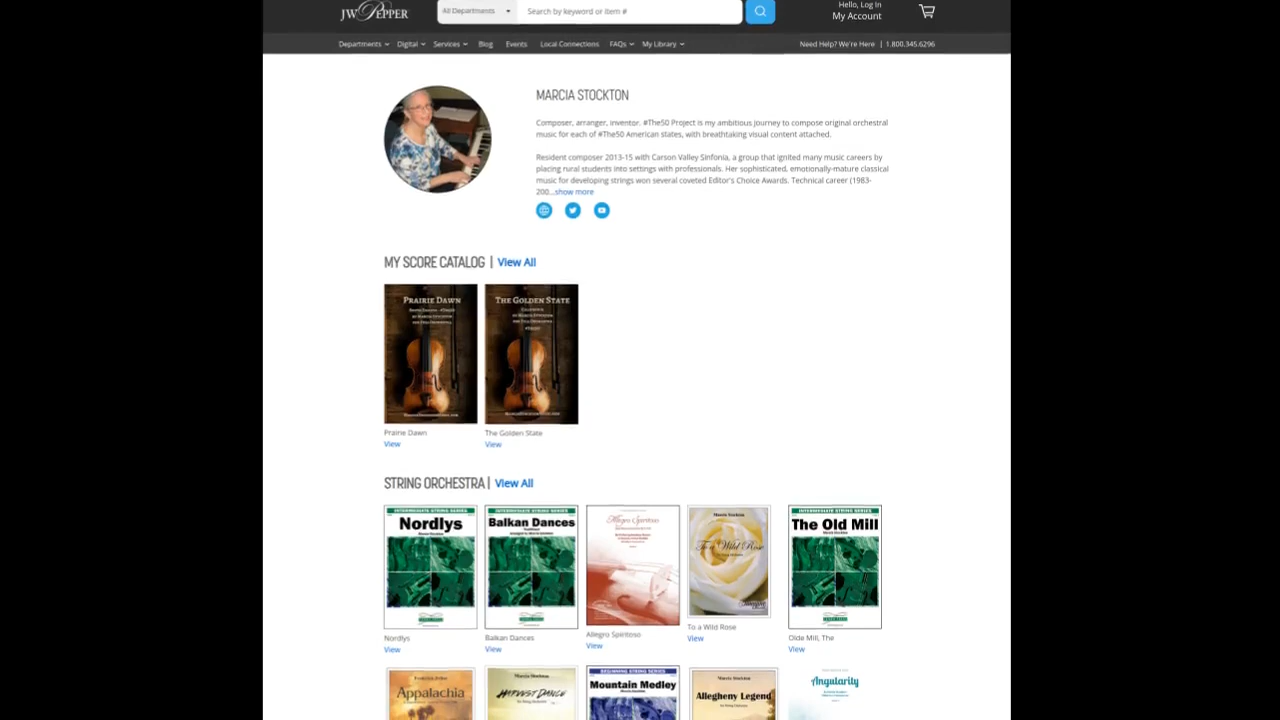 JW PEPPER
All Departments
Search by keyword or item #
Hello, Log In
My Account
Departments
Digital
Services
Blog
Events
Local Connections
FAQs
My Library
Need Help? We're Here | 1.800.345.6296
MARCIA STOCKTON
Composer, arranger, inventor. #The50 Project is my ambitious journey to compose original orchestral
music for each of #The50 American states, with breathtaking visual content attached.
Resident composer 2013-15 with Carson Valley Sinfonia, a group that ignited many music careers by
placing rural students into settings with professionals. Her sophisticated, emotionally-mature classical
music for developing strings won several coveted Editor's Choice Awards. Technical career (1983-
200...show more
MY SCORE CATALOG | View All
PRAIRIE DAWN
THE GOLDEN STATE
Prairie Dawn
View
The Golden State
View
STRING ORCHESTRA | View All
INTERMEDIATE STRING SERIES
Nordlys
INTERMEDIATE STRING SERIES
Balkan Dances
Allegro Spiritoso
Marcia Stockton
To a Wild Rose
INTERMEDIATE STRING SERIES
The Old Mill
Nordlys
View
Balkan Dances
View
Allegro Spiritoso
View
To a Wild Rose
View
Olde Mill, The
View
Appalachia
Marcia Stockton
HARVEST DANCE
BEGINNING STRING SERIES
Mountain Medley
Marcia Stockton
Allegheny Legend
Angularity